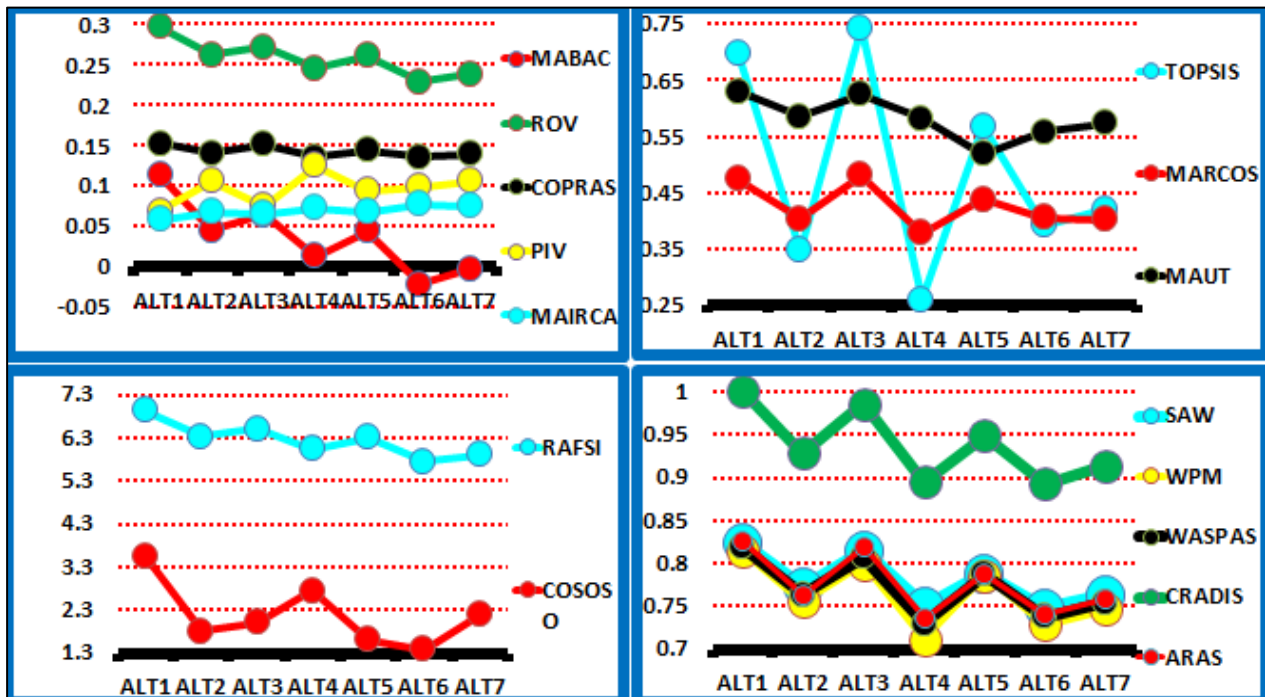 0.3
0.25
0.2
0.15
0.1
0.05
0
-0.05
ALT1 ALT2 ALT3 ALT4 ALT5 ALT6 ALT7
MABAC
ROV
COPRAS
PIV
MAIRCA
0.75
0.65
0.55
0.45
0.35
0.25
ALT1 ALT2 ALT3 ALT4 ALT5 ALT6 ALT7
TOPSIS
MARCOS
MAUT
7.3
6.3
5.3
4.3
3.3
2.3
1.3
ALT1 ALT2 ALT3 ALT4 ALT5 ALT6 ALT7
RAFSI
COSOS
O
1
0.95
0.9
0.85
0.8
0.75
0.7
ALT1 ALT2 ALT3 ALT4 ALT5 ALT6 ALT7
SAW
WPM
WASPAS
CRADIS
ARAS